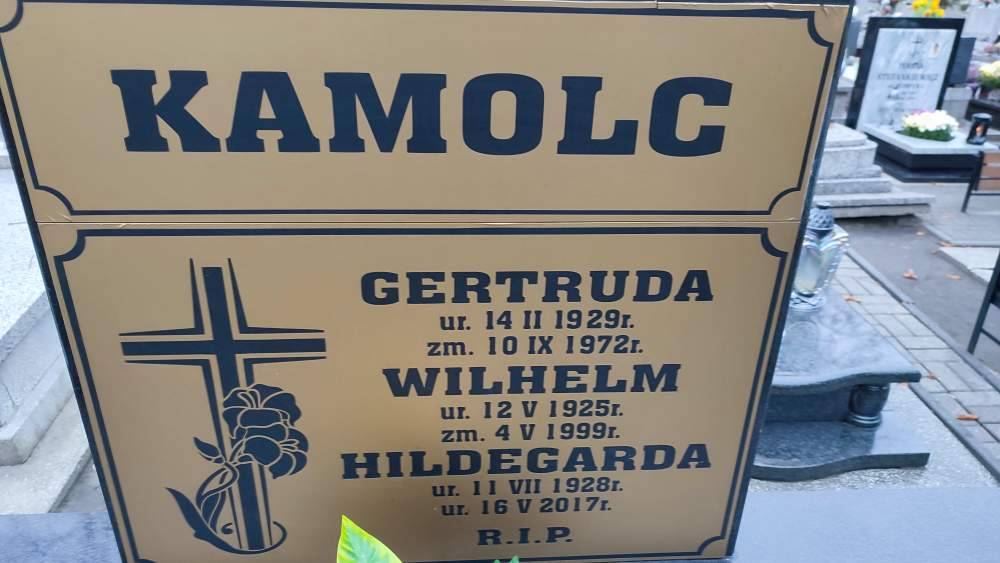 KAMOLC
GERTRUDA
ur. 14 II 1929r.
zm. 10 IX 1972r.
WILHELM
ur. 12 V 1925r.
zm. 4 V 1999r.
HILDEGARDA
ur. 11 VII 1928r.
ur. 16 V 2017r.
R.I.P.